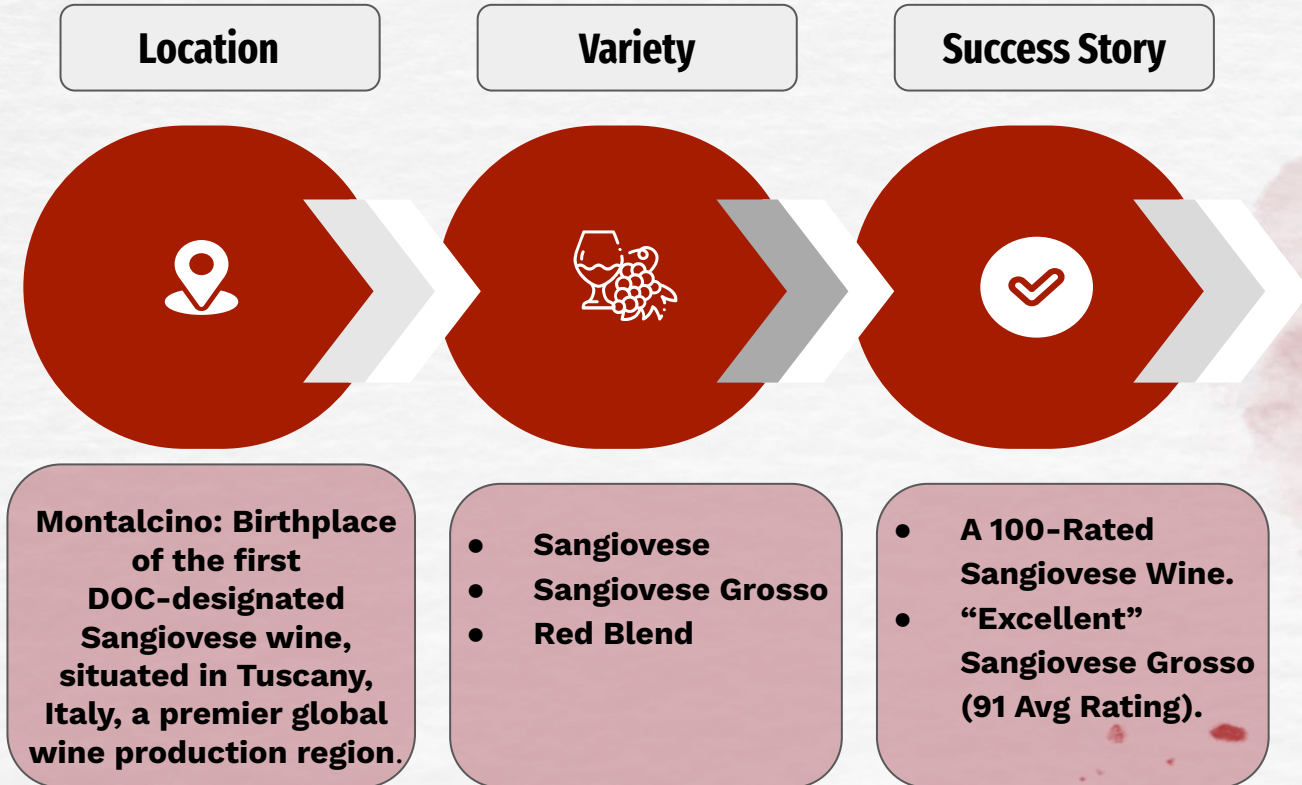 Location
Variety
Success Story
Montalcino: Birthplace
of the first
DOC-designated
Sangiovese wine,
situated in Tuscany,
Italy, a premier global
wine production region.
● Sangiovese
● Sangiovese Grosso
● Red Blend
● A 100-Rated
Sangiovese Wine.
● “Excellent”
Sangiovese Grosso
(91 Avg Rating).